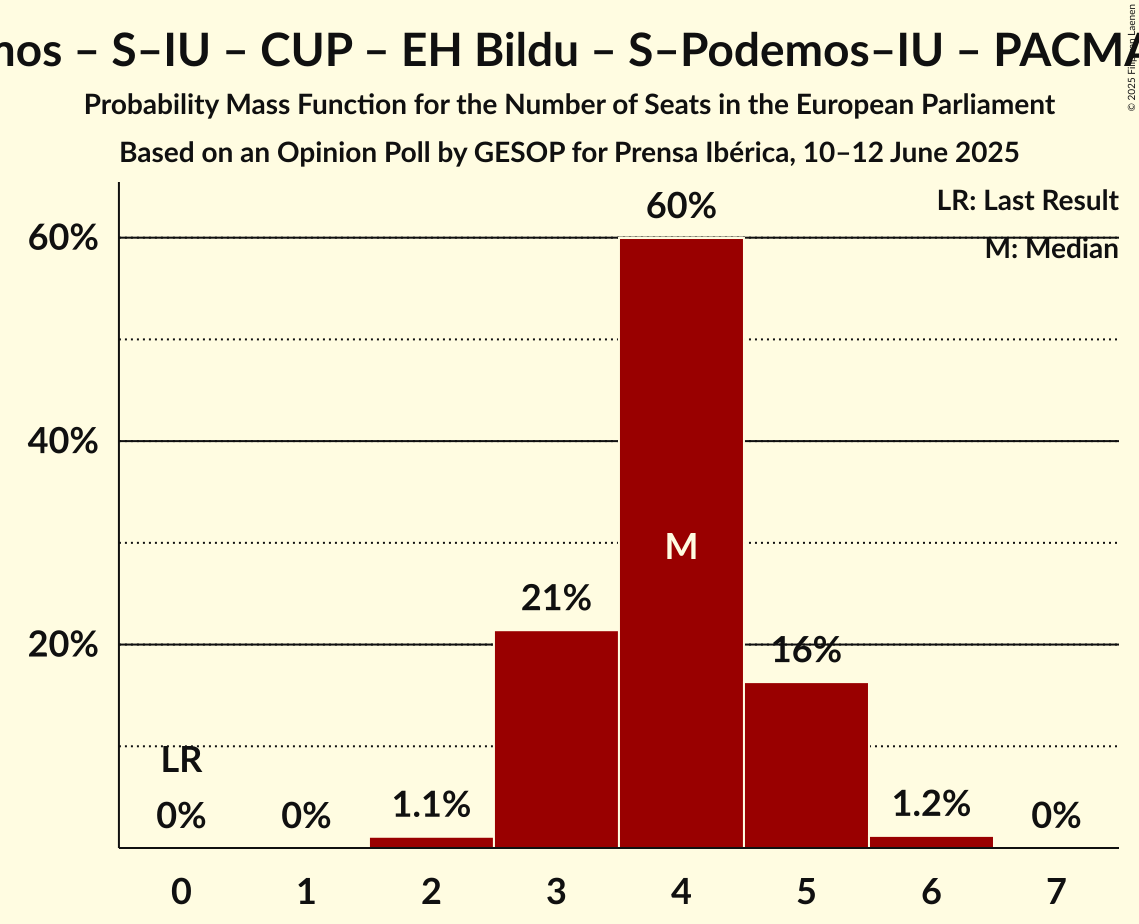 – S–IU – CUP – EH Bildu – S–Podemos–IU –
© 2025 Filip van Laenen
Probability Mass Function for the Number of Seats in the European Parliament
Based on an Opinion Poll by GESOP for Prensa Ibérica, 10–12 June 2025
LR: Last Result
M: Median
60%
60%
40%
M
21%
20%
16%
LR
0%
0%
1.1%
1.2%
0%
0 1 2 3 4 5 6 7